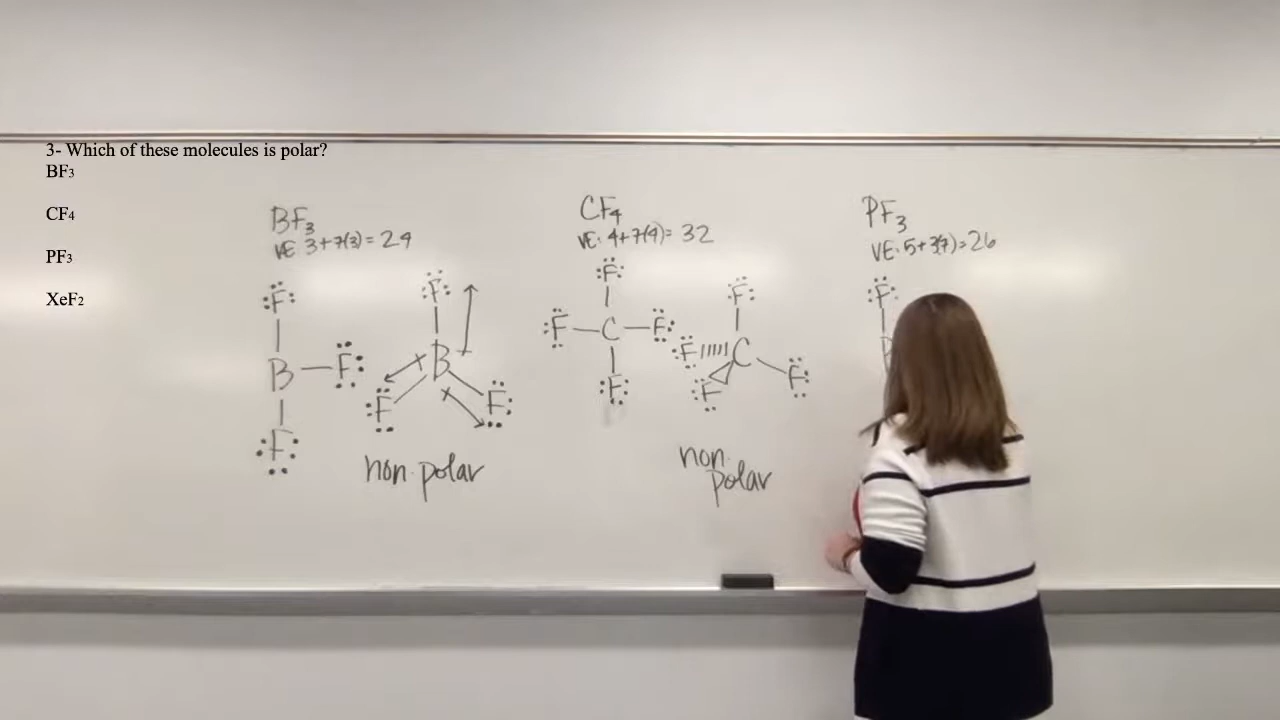 3- Which of these molecules is polar?
BF3
CF4
PF3
XeF2
BF3
VE 3+7(3)=24
F
B-F
F
F
B
F F
non-polar
CF4
VE: 4+7(4)=32
F
F-C-F
F
F
F C
F F
non-
polar
PF3
VE: 5+3(7)=26
F